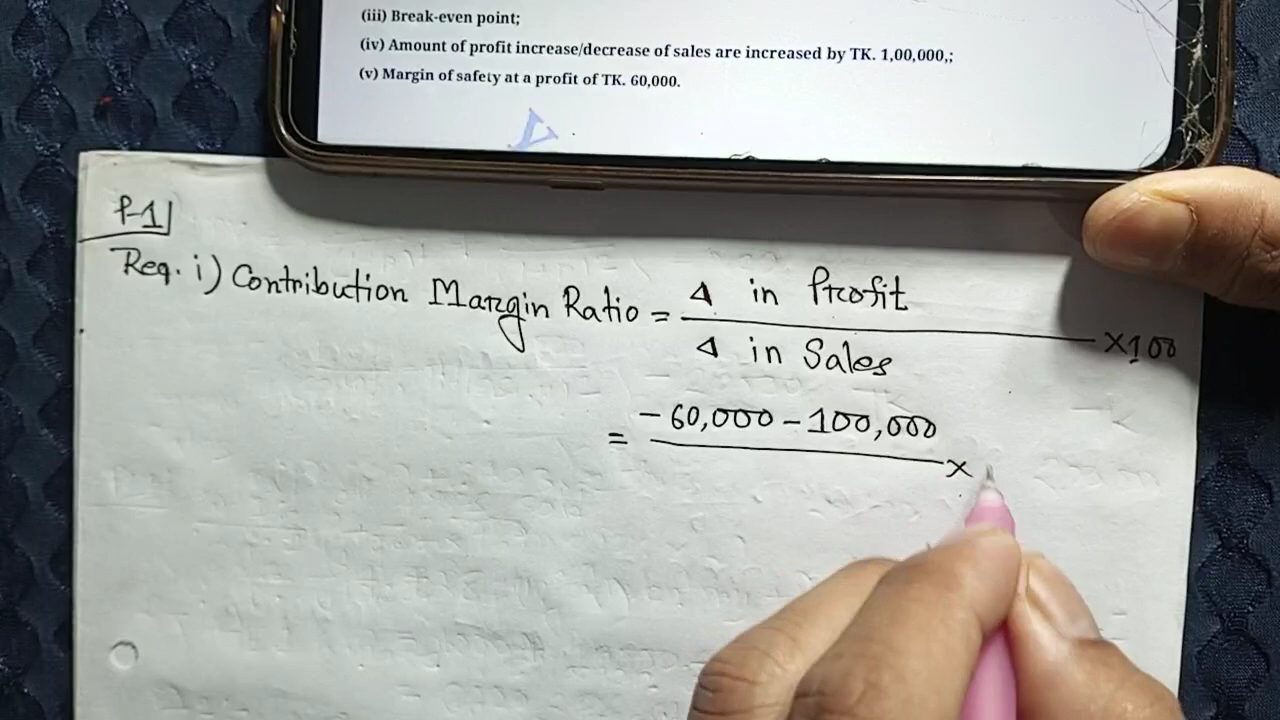 (iii) Break-even point;
(iv) Amount of profit increase/decrease of sales are increased by TK. 1,00,000,;
(v) Margin of safety at a profit of TK. 60,000.
P-1
Req. i) Contribution Margin Ratio = Δ in Profit
Δ in Sales ×100
= -60,000 - 100,000
×